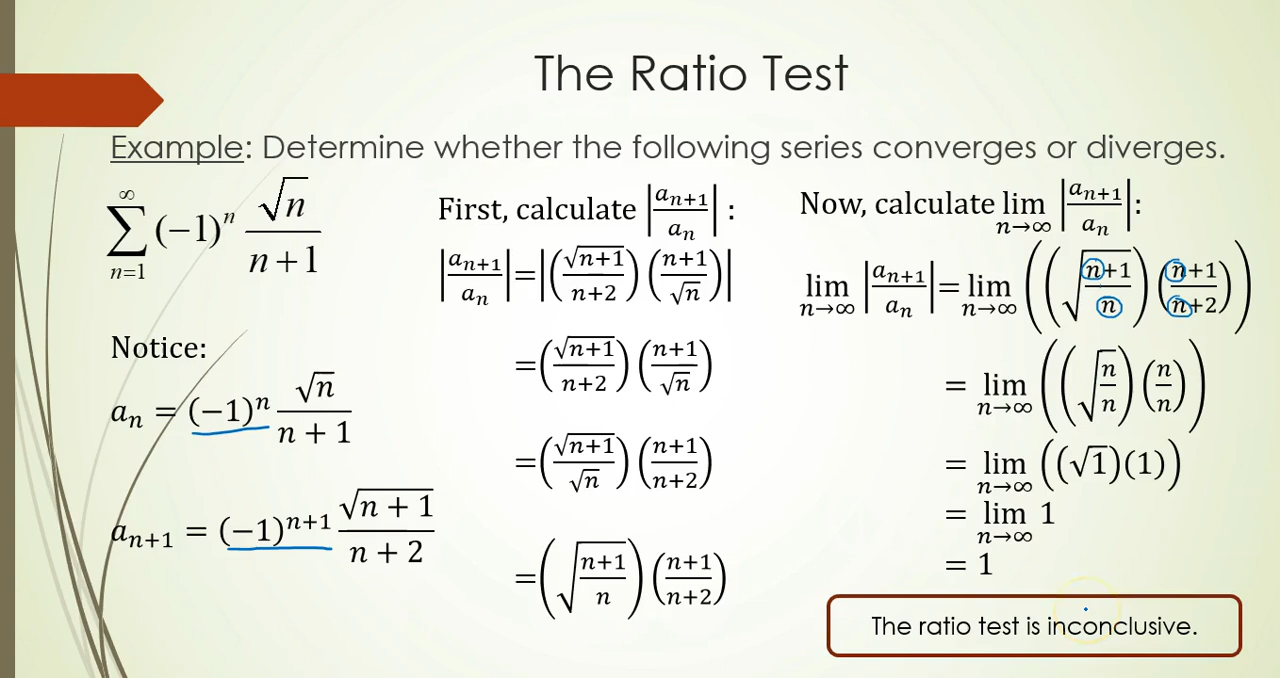 The Ratio Test
Example: Determine whether the following series converges or diverges.
∑_{n=1}^{∞} (−1)^n √n/(n+1)
Notice:
a_n = (−1)^n √n/(n + 1)
a_{n+1} = (−1)^{n+1} √(n + 1)/(n + 2)
First, calculate |a_{n+1}/a_n| :
|a_{n+1}/a_n|=|(√(n+1)/(n+2))((n+1)/√n)|
=(√(n+1)/(n+2))((n+1)/√n)
=(√(n+1)/√n)((n+1)/(n+2))
=(√((n+1)/n))((n+1)/(n+2))
Now, calculate lim_{n→∞} |a_{n+1}/a_n|:
lim_{n→∞} |a_{n+1}/a_n|= lim_{n→∞} ((√((n+1)/n))((n+1)/(n+2)))
= lim_{n→∞} ((√(n/n))(n/n))
= lim_{n→∞} ((√1)(1))
= lim_{n→∞} 1
= 1
The ratio test is inconclusive.